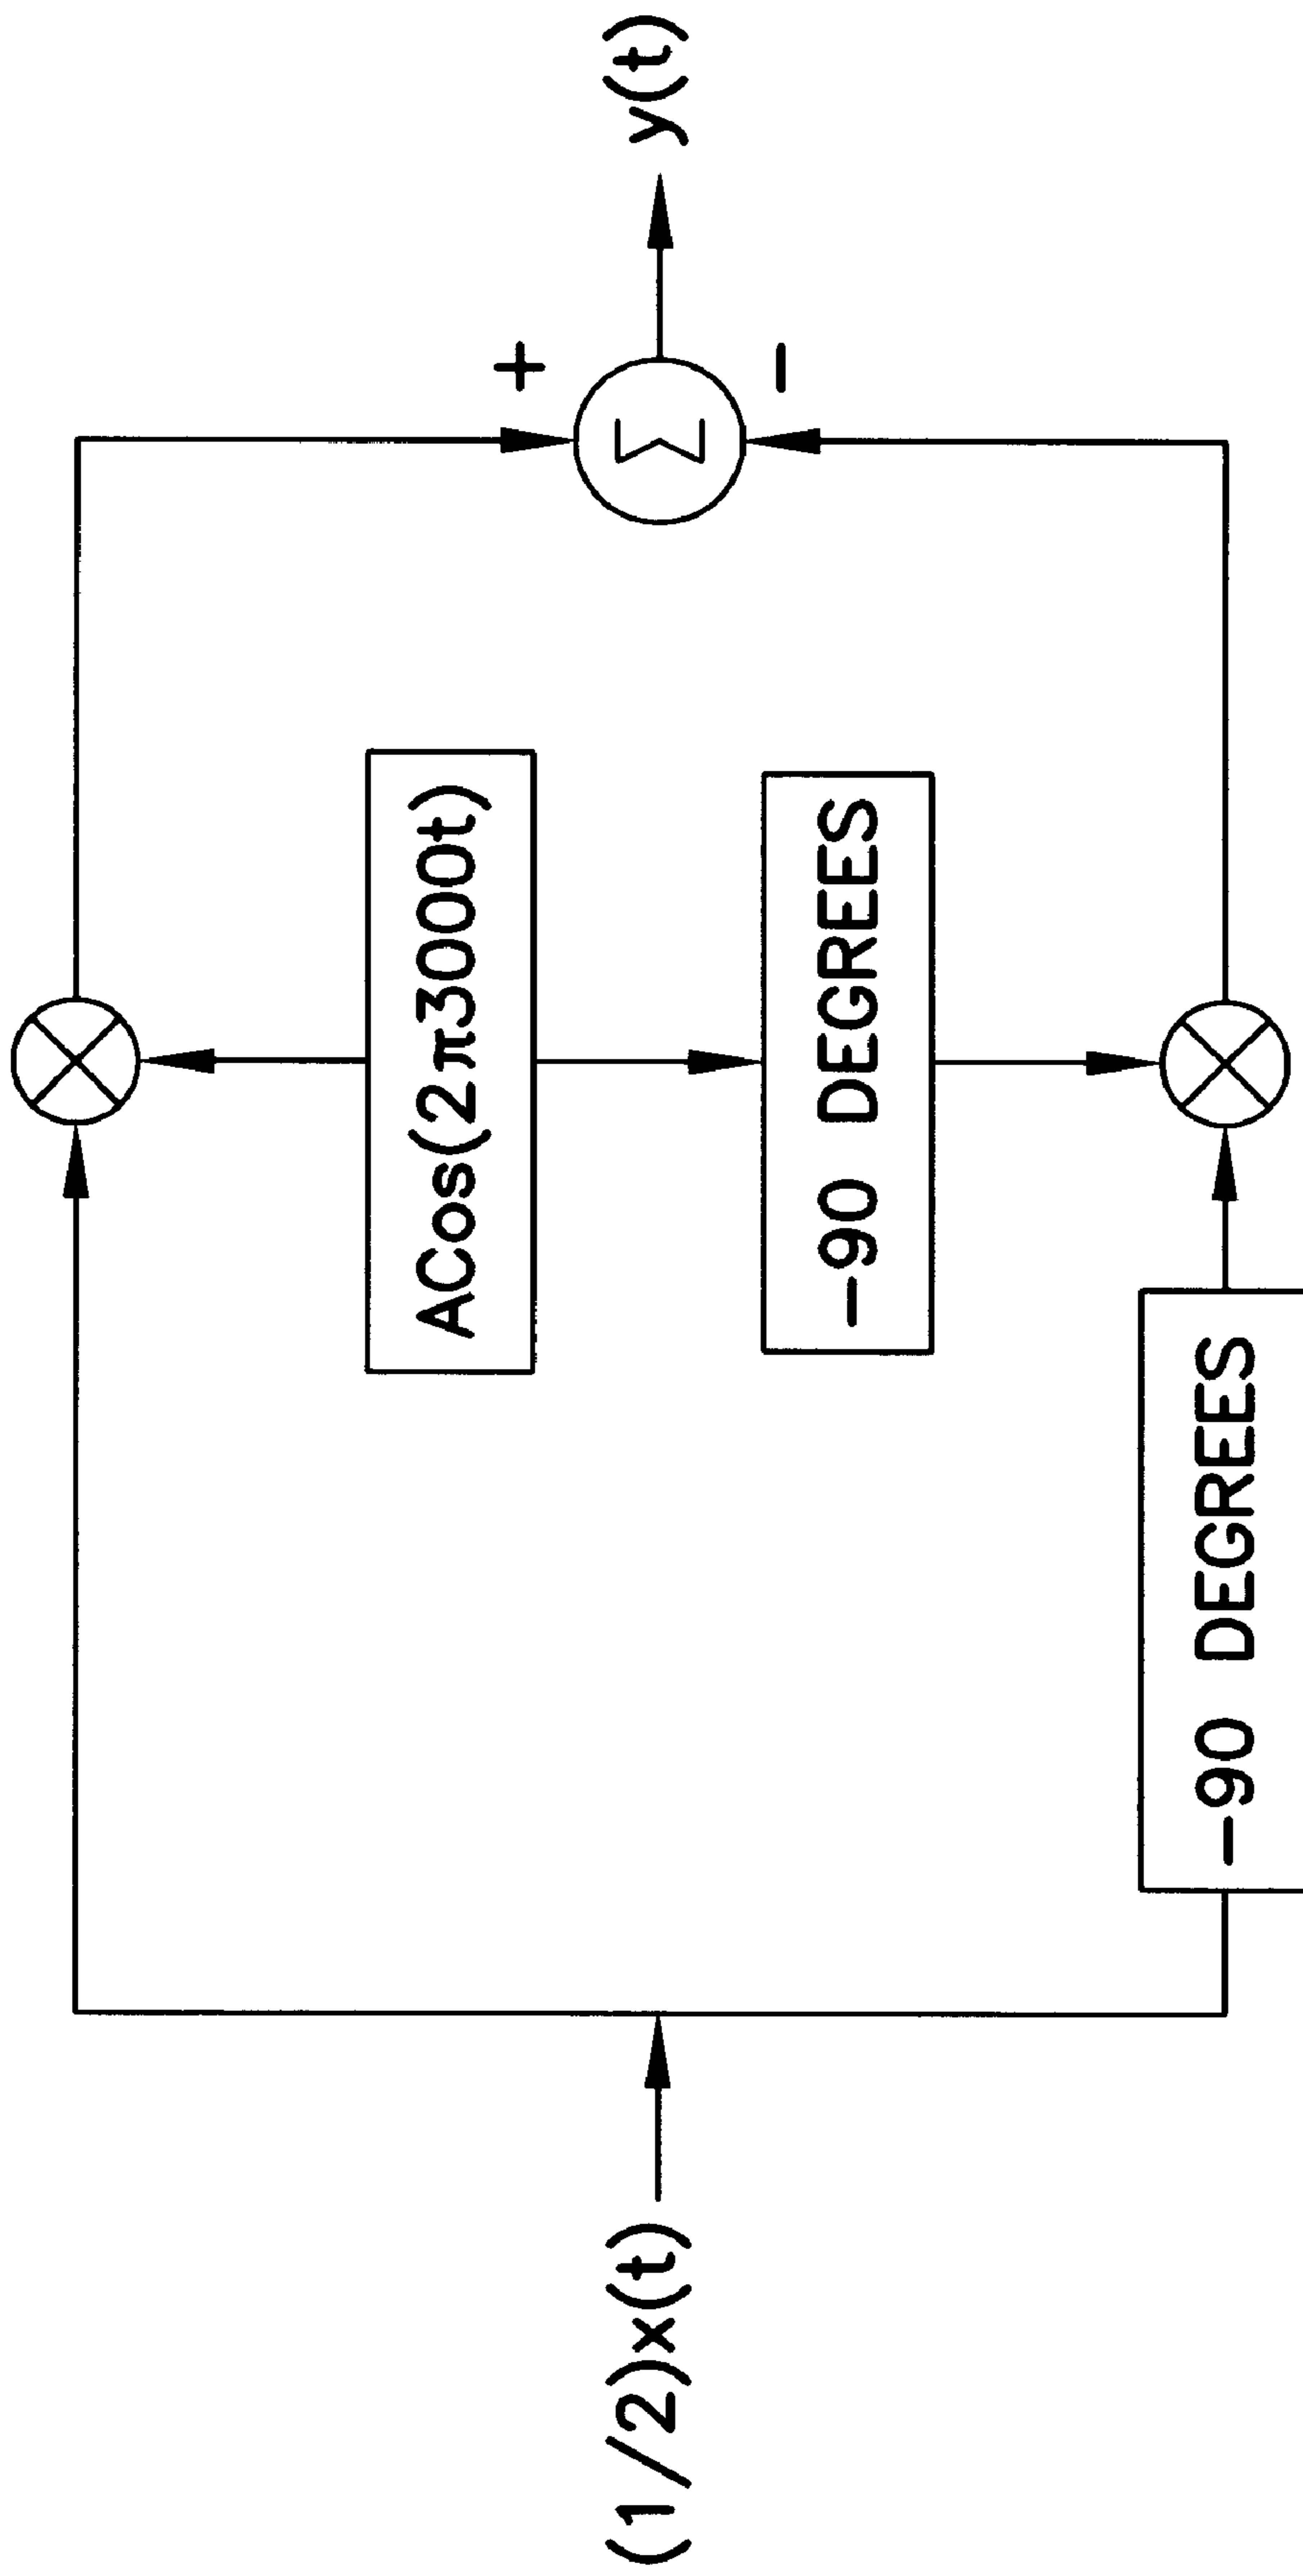 (1/2)x(t)
ACos(2π3000t)
-90 DEGREES
-90 DEGREES
+
Σ
-
y(t)